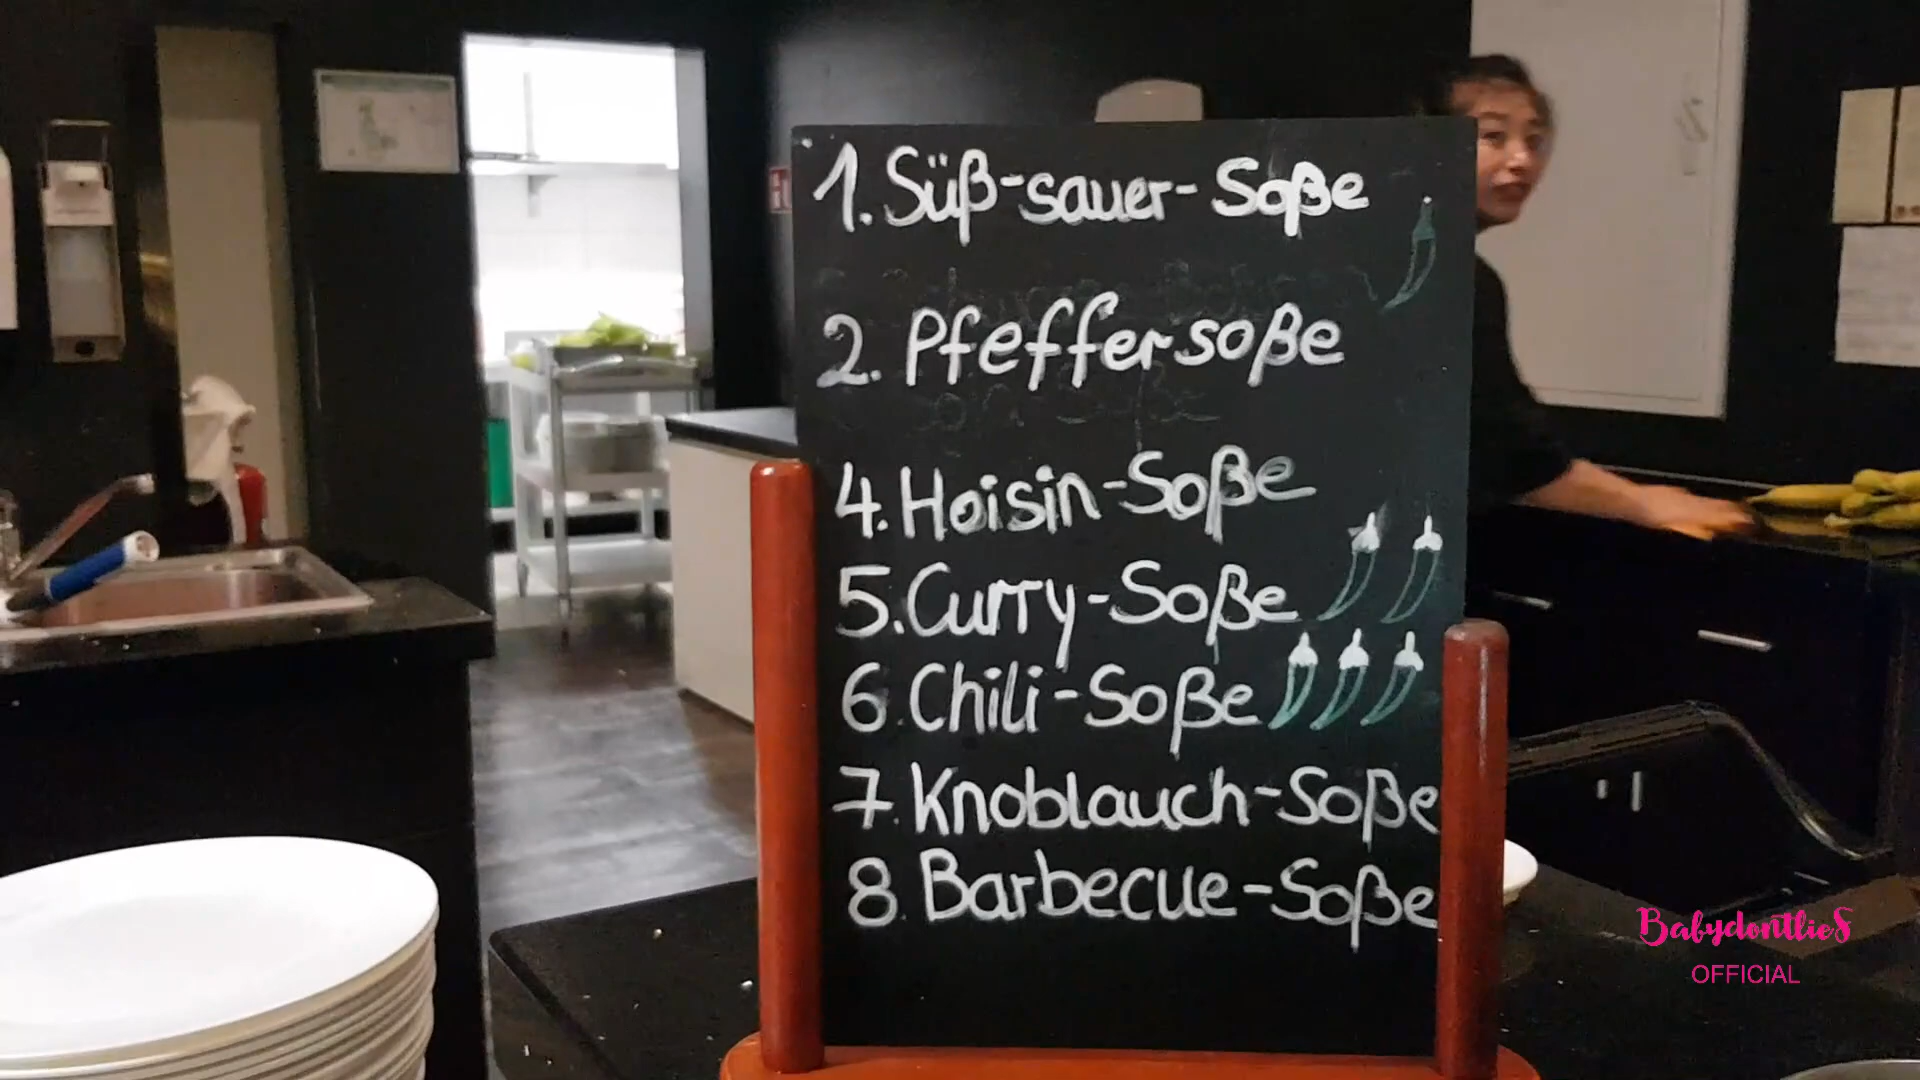 1. Süß-sauer-Soße
2. Pfeffersoße
4. Hoisin-Soße
5. Curry-Soße
6. Chili-Soße
7. Knoblauch-Soße
8. Barbecue-Soße
BabydontlieS
OFFICIAL